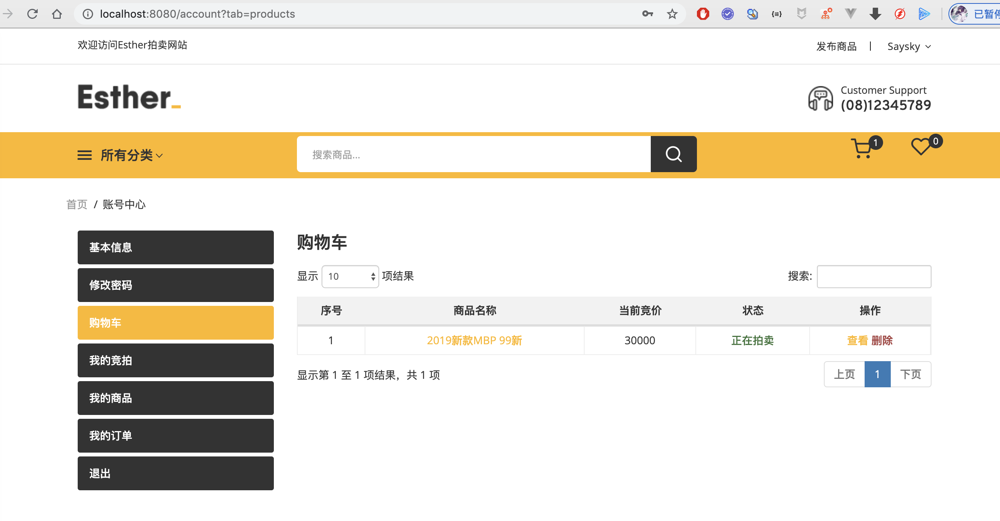 localhost:8080/account?tab=products
欢迎访问Esther拍卖网站
发布商品 | Saysky
Esther_
Customer Support
(08)12345789
所有分类
搜索商品...
1
0
首页 / 账号中心
基本信息
修改密码
购物车
我的竞拍
我的商品
我的订单
退出
购物车
显示 10 项结果
搜索:
序号 商品名称 当前竞价 状态 操作
1 2019新款MBP 99新 30000 正在拍卖 查看 删除
显示第 1 至 1 项结果，共 1 项
上页 1 下页